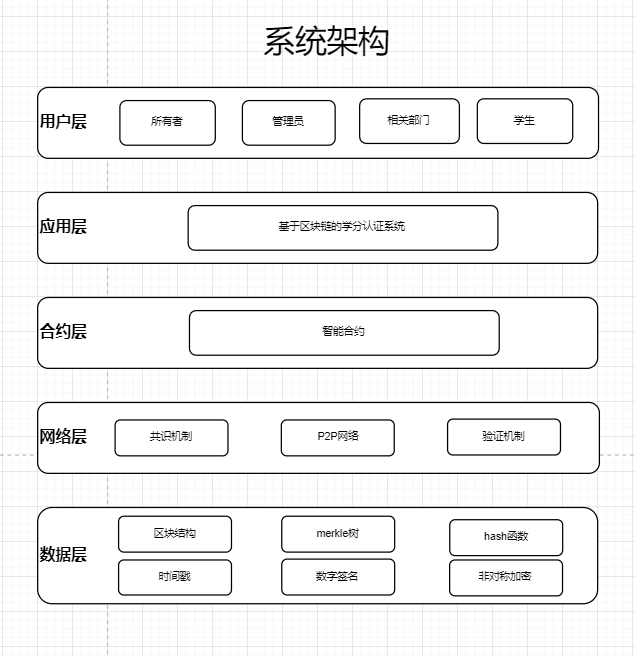 系统架构
用户层
所有者
管理员
相关部门
学生
应用层
基于区块链的学分认证系统
合约层
智能合约
网络层
共识机制
P2P网络
验证机制
数据层
区块结构
merkle树
hash函数
时间戳
数字签名
非对称加密